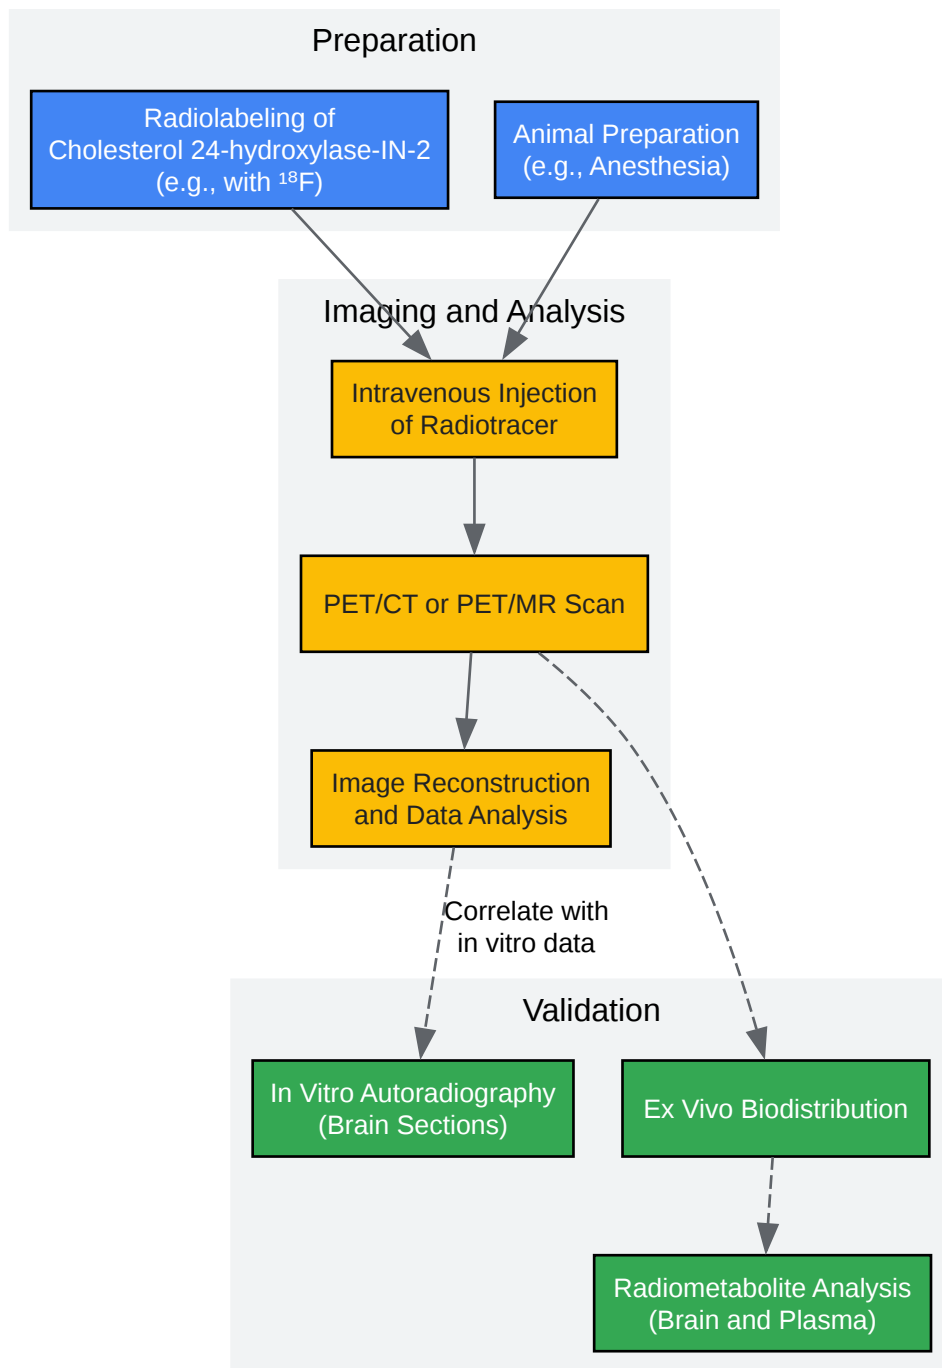 Preparation
Radiolabeling of
Cholesterol 24-hydroxylase-IN-2
(e.g., with ¹⁸F)
Animal Preparation
(e.g., Anesthesia)
Imaging and Analysis
Intravenous Injection
of Radiotracer
PET/CT or PET/MR Scan
Image Reconstruction
and Data Analysis
Correlate with
in vitro data
Validation
In Vitro Autoradiography
(Brain Sections)
Ex Vivo Biodistribution
Radiometabolite Analysis
(Brain and Plasma)